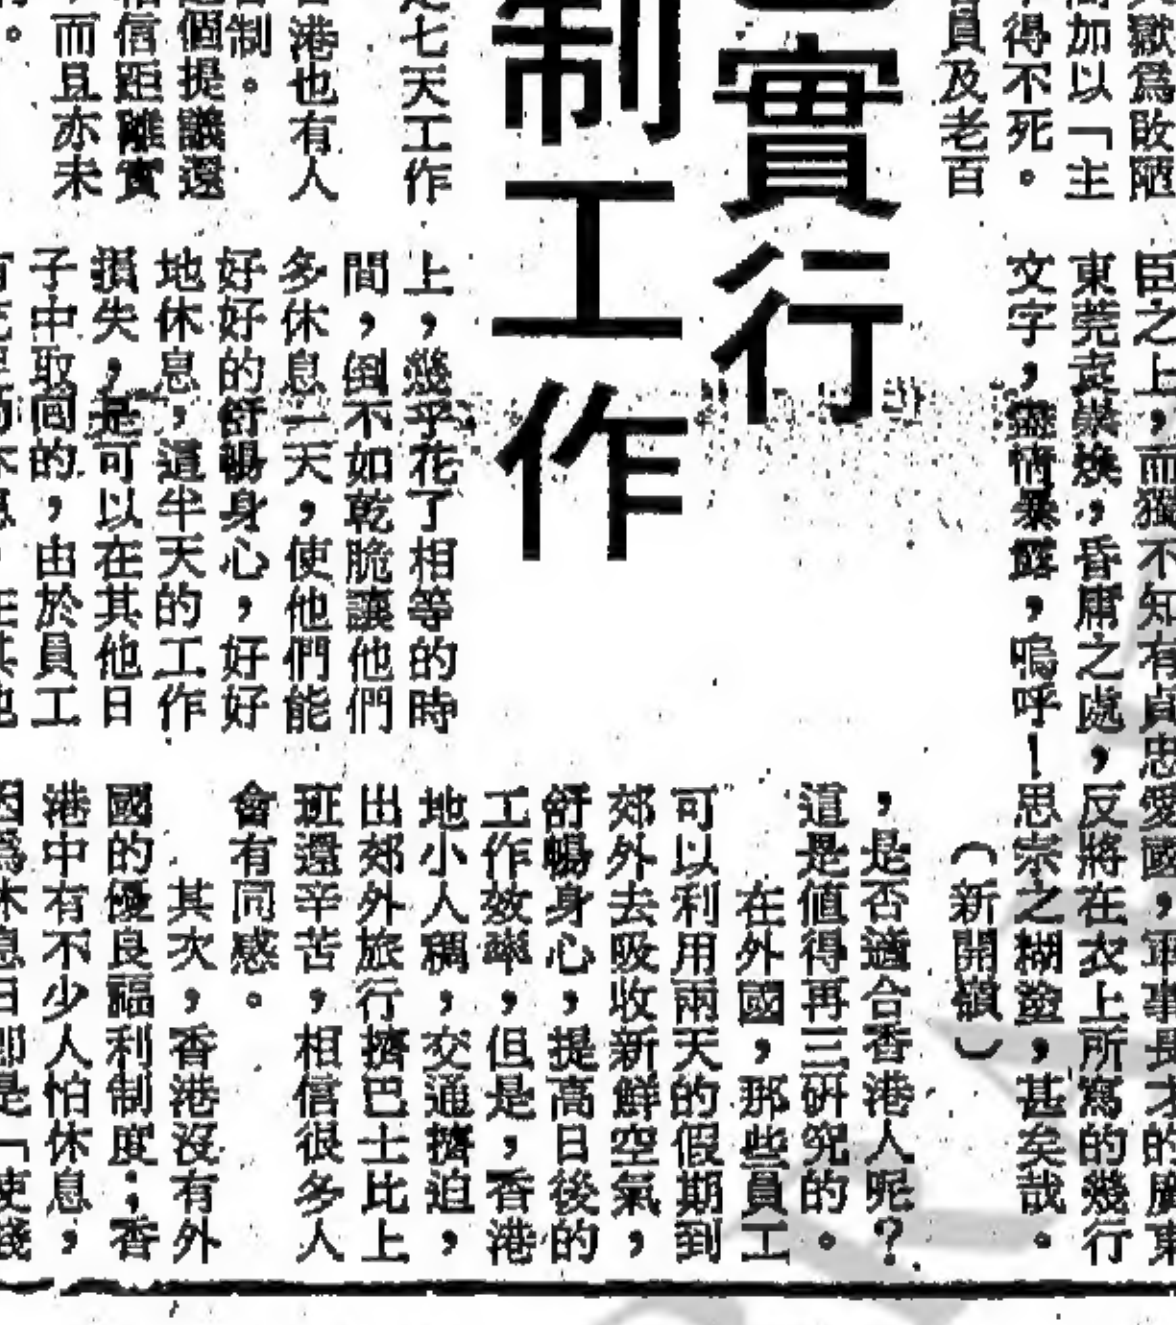 獄為敗陋
加以「主
得不死。
員及老百
臣之上，而獨不知有貞忠愛國，軍事長才的廣東
東莞袁崇煥，昏庸之處，反將在衣上所寫的幾行
文字，露情暴露，嗚呼！思宗之糊塗，甚矣哉。
（新開嶺）
實行
制工作
七天工作
港也有人
制。
個提議還
信距離實
而且亦未
。
上，幾乎花了相等的時
間，倒不如乾脆讓他們
多休息一天，使他們能
好好的舒暢身心，好好
地休息，這半天的工作
損失，是可以在其他日
子中取回的，由於員工
，是否適合香港人呢？
這是值得再三研究的。
在外國，那些員工
可以利用兩天的假期到
郊外去吸收新鮮空氣，
舒暢身心，提高日後的
工作效率，但是，香港
地小人稠，交通擠迫，
出郊外旅行擠巴士比上
班還辛苦，相信很多人
會有同感。
其次，香港沒有外
國的優良福利制度；香
港中有不少人怕休息，
因為休息日即是「使錢